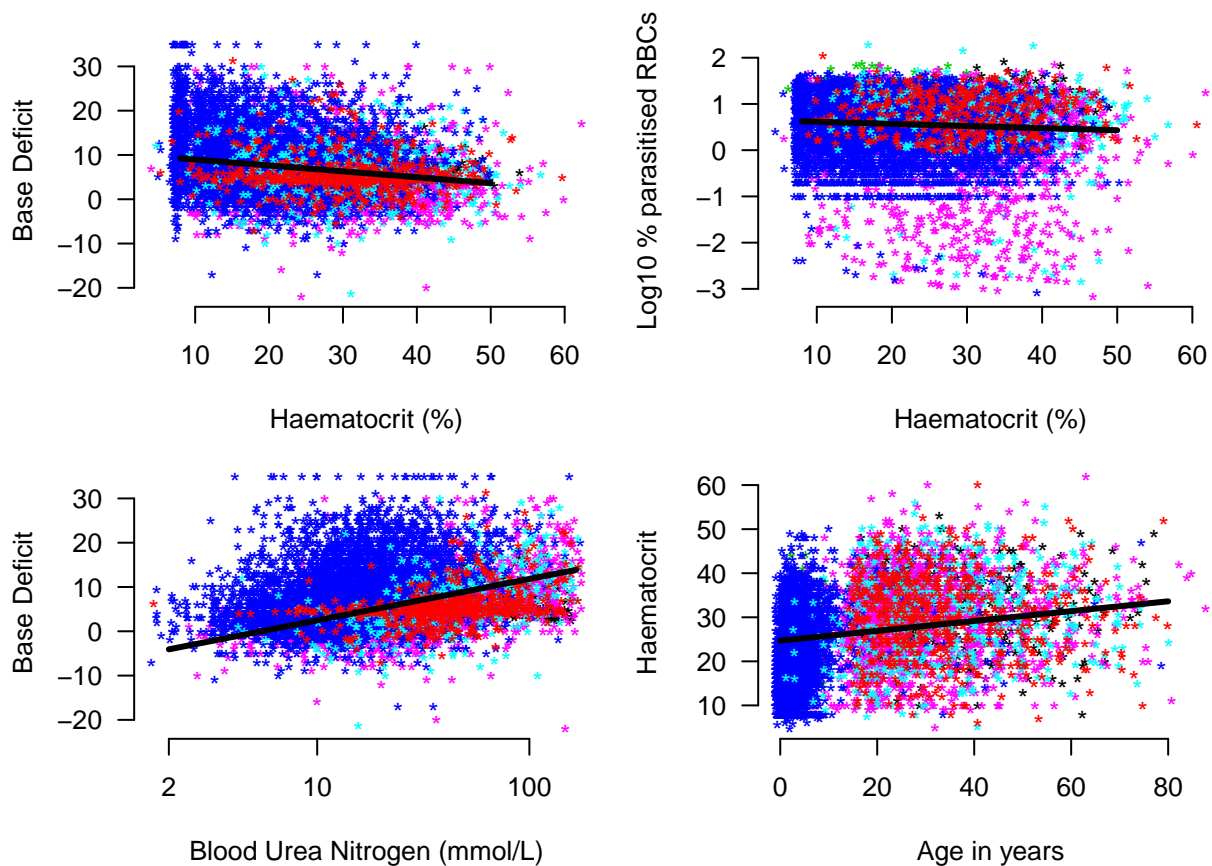 Base Deficit
30
20
10
0
−10
−20
10 20 30 40 50 60
Haematocrit (%)
Log10 % parasitised RBCs
2
1
0
−1
−2
−3
10 20 30 40 50 60
Haematocrit (%)
Base Deficit
30
20
10
0
−10
−20
2 10 100
Blood Urea Nitrogen (mmol/L)
Haematocrit
60
50
40
30
20
10
0 20 40 60 80
Age in years